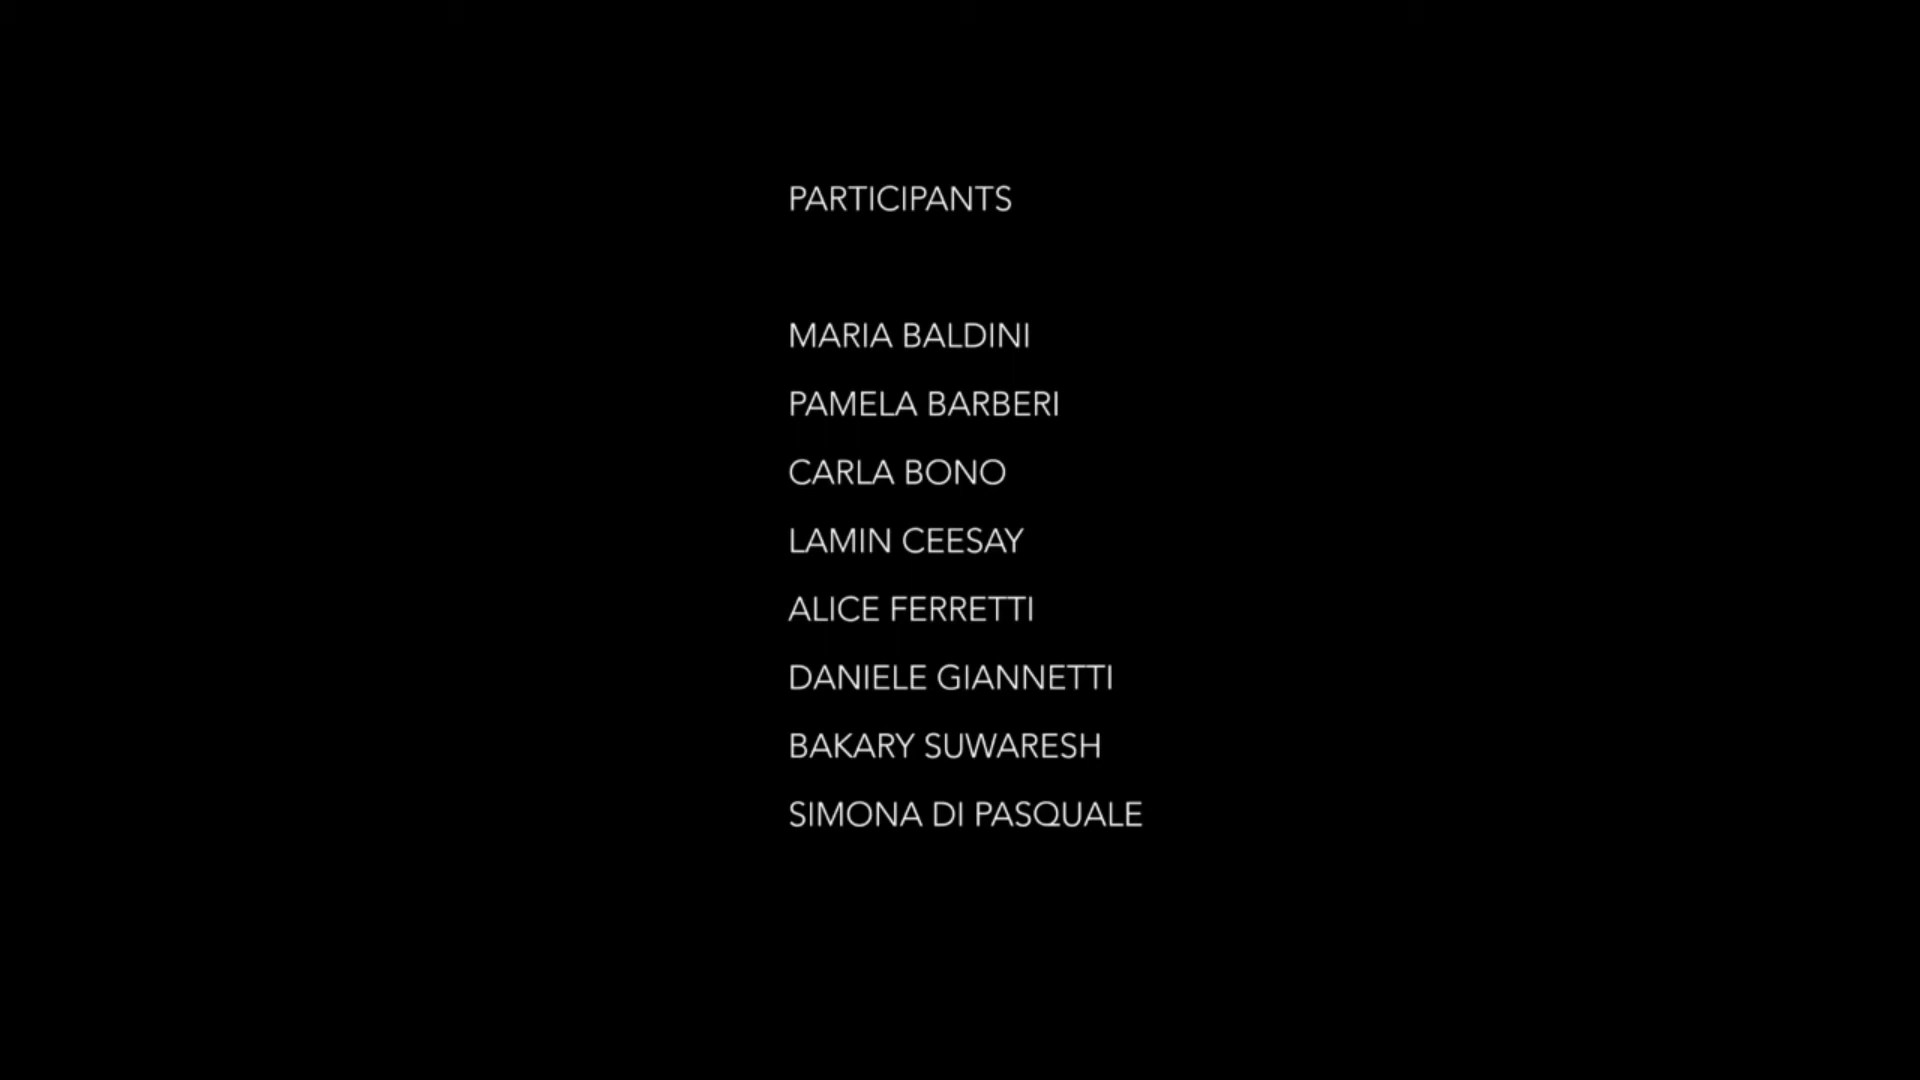 PARTICIPANTS
MARIA BALDINI
PAMELA BARBERI
CARLA BONO
LAMIN CEESAY
ALICE FERRETTI
DANIELE GIANNETTI
BAKARY SUWARESH
SIMONA DI PASQUALE